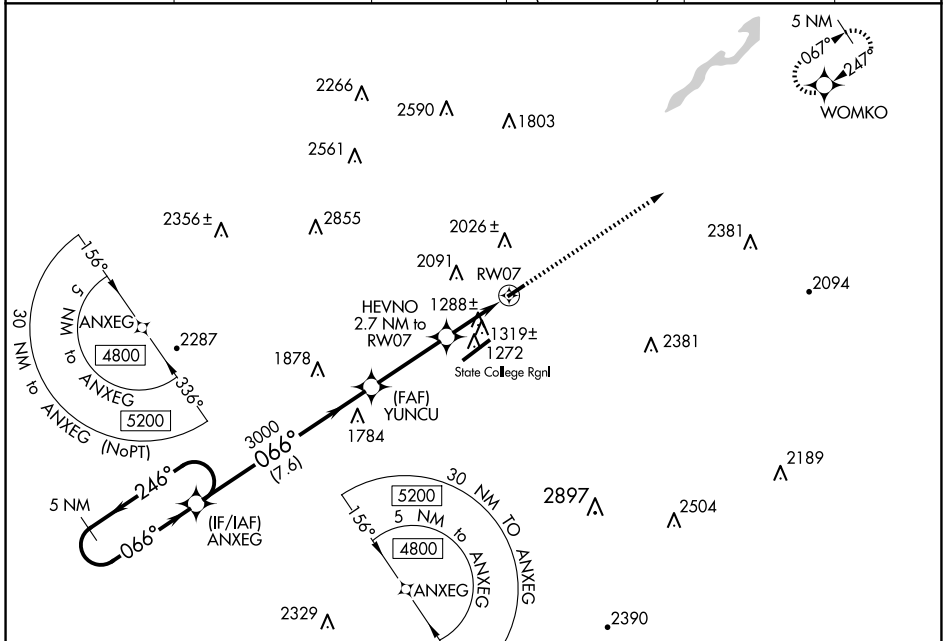 5 NM
067°
247°
WOMKO
2266
2590
1803
2561
2356±
2855
2026±
2381
2091
RW07
2094
156°
5 NM to ANXEG
30 NM to ANXEG (NoPT)
ANXEG
4800
5200
336°
2287
HEVNO
2.7 NM to
RW07
1288±
1319±
1272
State College Rgnl
2381
1878
(FAF)
YUNCU
1784
3000
066°
(7.6)
2189
246°
5 NM
066°
(IF/IAF)
ANXEG
30 NM TO ANXEG
5200
156°
5 NM to ANXEG
4800
ANXEG
2897
2504
2329
2390